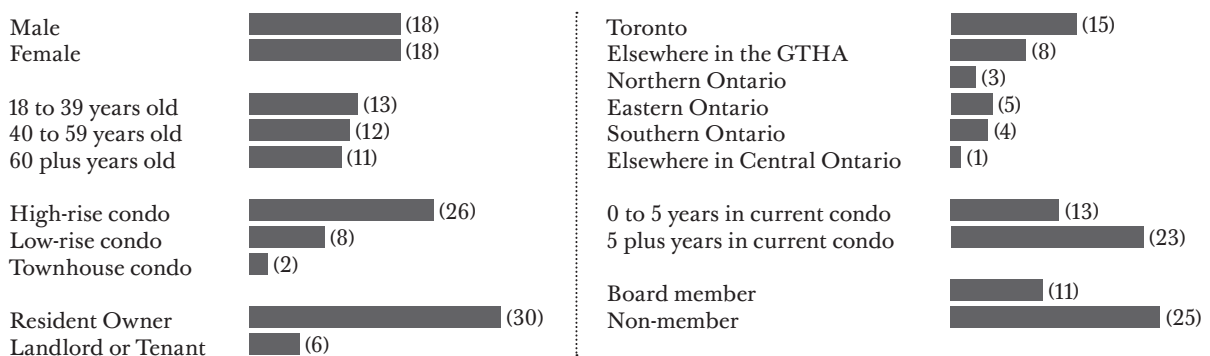 Male (18)
Female (18)
18 to 39 years old (13)
40 to 59 years old (12)
60 plus years old (11)
High-rise condo (26)
Low-rise condo (8)
Townhouse condo (2)
Resident Owner (30)
Landlord or Tenant (6)
Toronto (15)
Elsewhere in the GTHA (8)
Northern Ontario (3)
Eastern Ontario (5)
Southern Ontario (4)
Elsewhere in Central Ontario (1)
0 to 5 years in current condo (13)
5 plus years in current condo (23)
Board member (11)
Non-member (25)